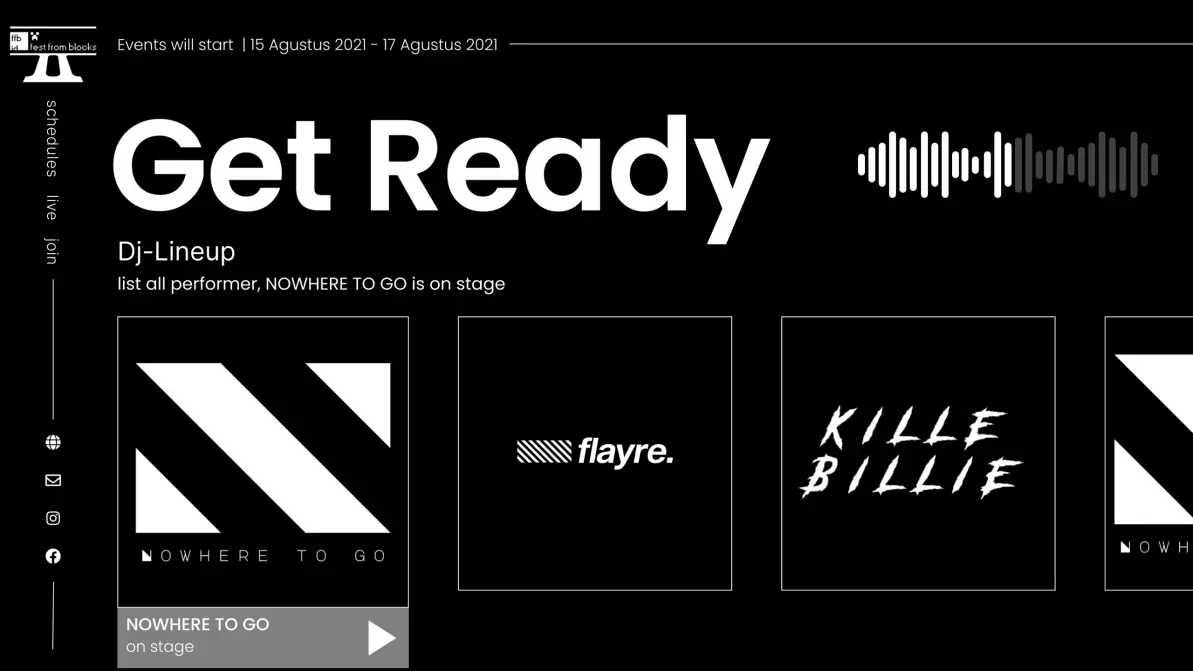 ffb
id
fest from blocks
Events will start | 15 Agustus 2021 - 17 Agustus 2021
schedules live join
Get Ready
Dj-Lineup
list all performer, NOWHERE TO GO is on stage
NOWHERE TO GO
flayre.
KILLE
BILLIE
NOWH
NOWHERE TO GO
on stage